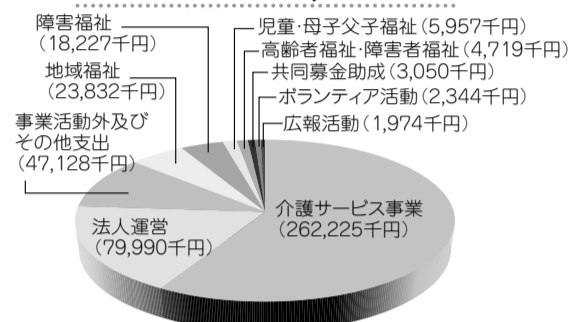 障害福祉
(18,227千円)
地域福祉
(23,832千円)
事業活動外及び
その他支出
(47,128千円)
法人運営
(79,990千円)
児童・母子父子福祉(5,957千円)
高齢者福祉・障害者福祉(4,719千円)
共同募金助成(3,050千円)
ボランティア活動(2,344千円)
広報活動(1,974千円)
介護サービス事業
(262,225千円)